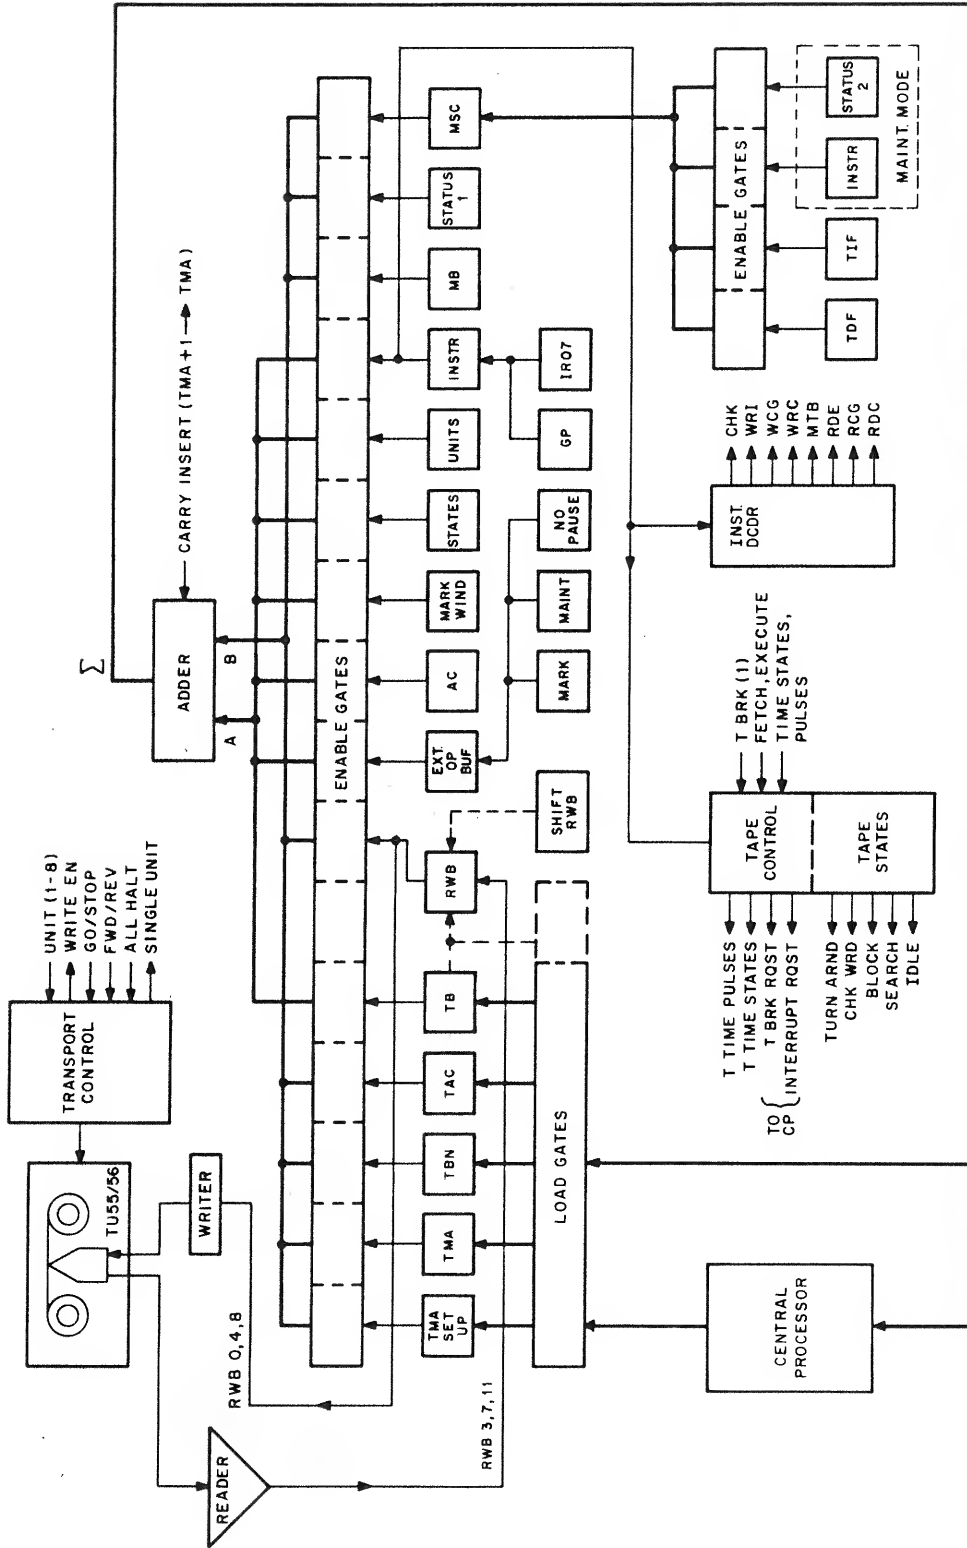 TU55/56
TRANSPORT
CONTROL
UNIT (1-8)
WRITE EN
GO/STOP
FWD/REV
ALL HALT
SINGLE UNIT
READER
WRITER
RWB 0,4,8
RWB 3,7,11
Σ
ADDER
A
B
CARRY INSERT (TMA+1 → TMA)
ENABLE GATES
TMA
SET
UP
TMA
TBN
TAC
TB
RWB
EXT.
OP
BUF
AC
MARK
WIND
STATES
UNITS
INSTR
MB
STATUS
1
MSC
SHIFT
RWB
MARK
MAINT
NO
PAUSE
GP
IR07
LOAD GATES
CENTRAL
PROCESSOR
T TIME PULSES
T TIME STATES
T BRK RQST
INTERRUPT RQST
TO
CP
TURN ARND
CHK WRD
BLOCK
SEARCH
IDLE
TAPE
CONTROL
TAPE
STATES
T BRK (1)
FETCH, EXECUTE
TIME STATES,
PULSES
INST.
DCDR
CHK
WRI
WCG
WRC
MTB
RDE
RCG
RDC
ENABLE GATES
TDF
TIF
INSTR
STATUS
2
MAINT. MODE